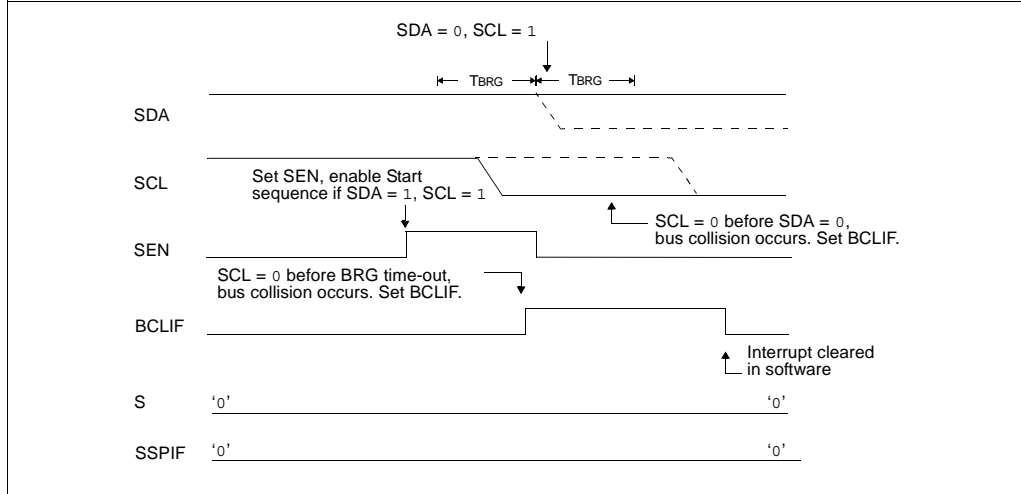 SDA = 0, SCL = 1
TBRG TBRG
SDA
SCL
Set SEN, enable Start
sequence if SDA = 1, SCL = 1
SCL = 0 before SDA = 0,
bus collision occurs. Set BCLIF.
SEN
SCL = 0 before BRG time-out,
bus collision occurs. Set BCLIF.
BCLIF
Interrupt cleared
in software
S ‘0’ ‘0’
SSPIF ‘0’ ‘0’